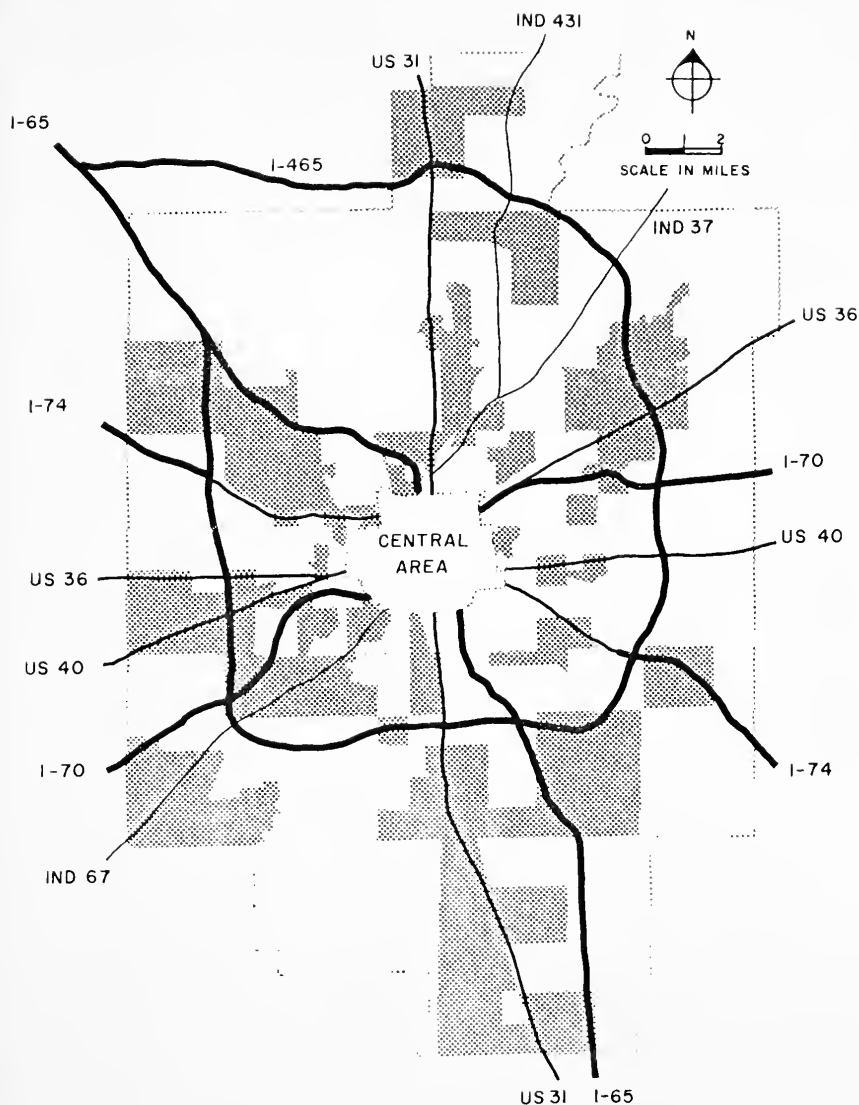 IND 431
US 31
N
I-65
0 1 2
I-465
SCALE IN MILES
IND 37
US 36
I-74
I-70
CENTRAL
AREA
US 40
US 36
US 40
I-70
I-74
IND 67
US 31 I-65